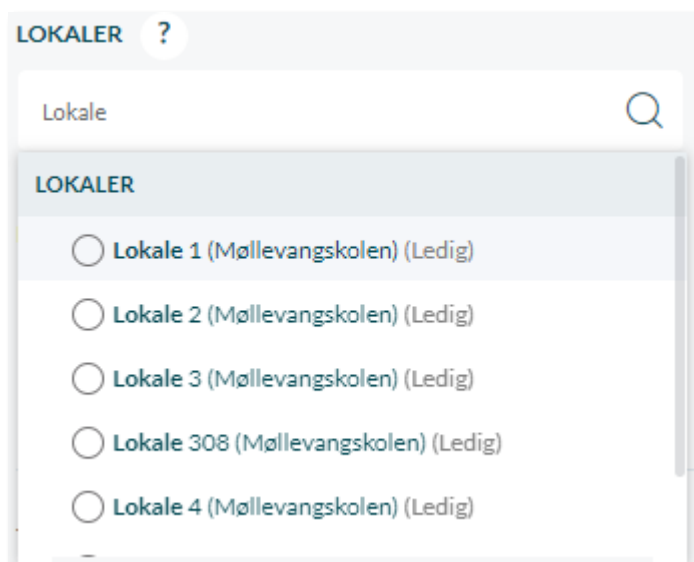 LOKALER ?
Lokale
LOKALER
Lokale 1 (Møllevangskolen) (Ledig)
Lokale 2 (Møllevangskolen) (Ledig)
Lokale 3 (Møllevangskolen) (Ledig)
Lokale 308 (Møllevangskolen) (Ledig)
Lokale 4 (Møllevangskolen) (Ledig)